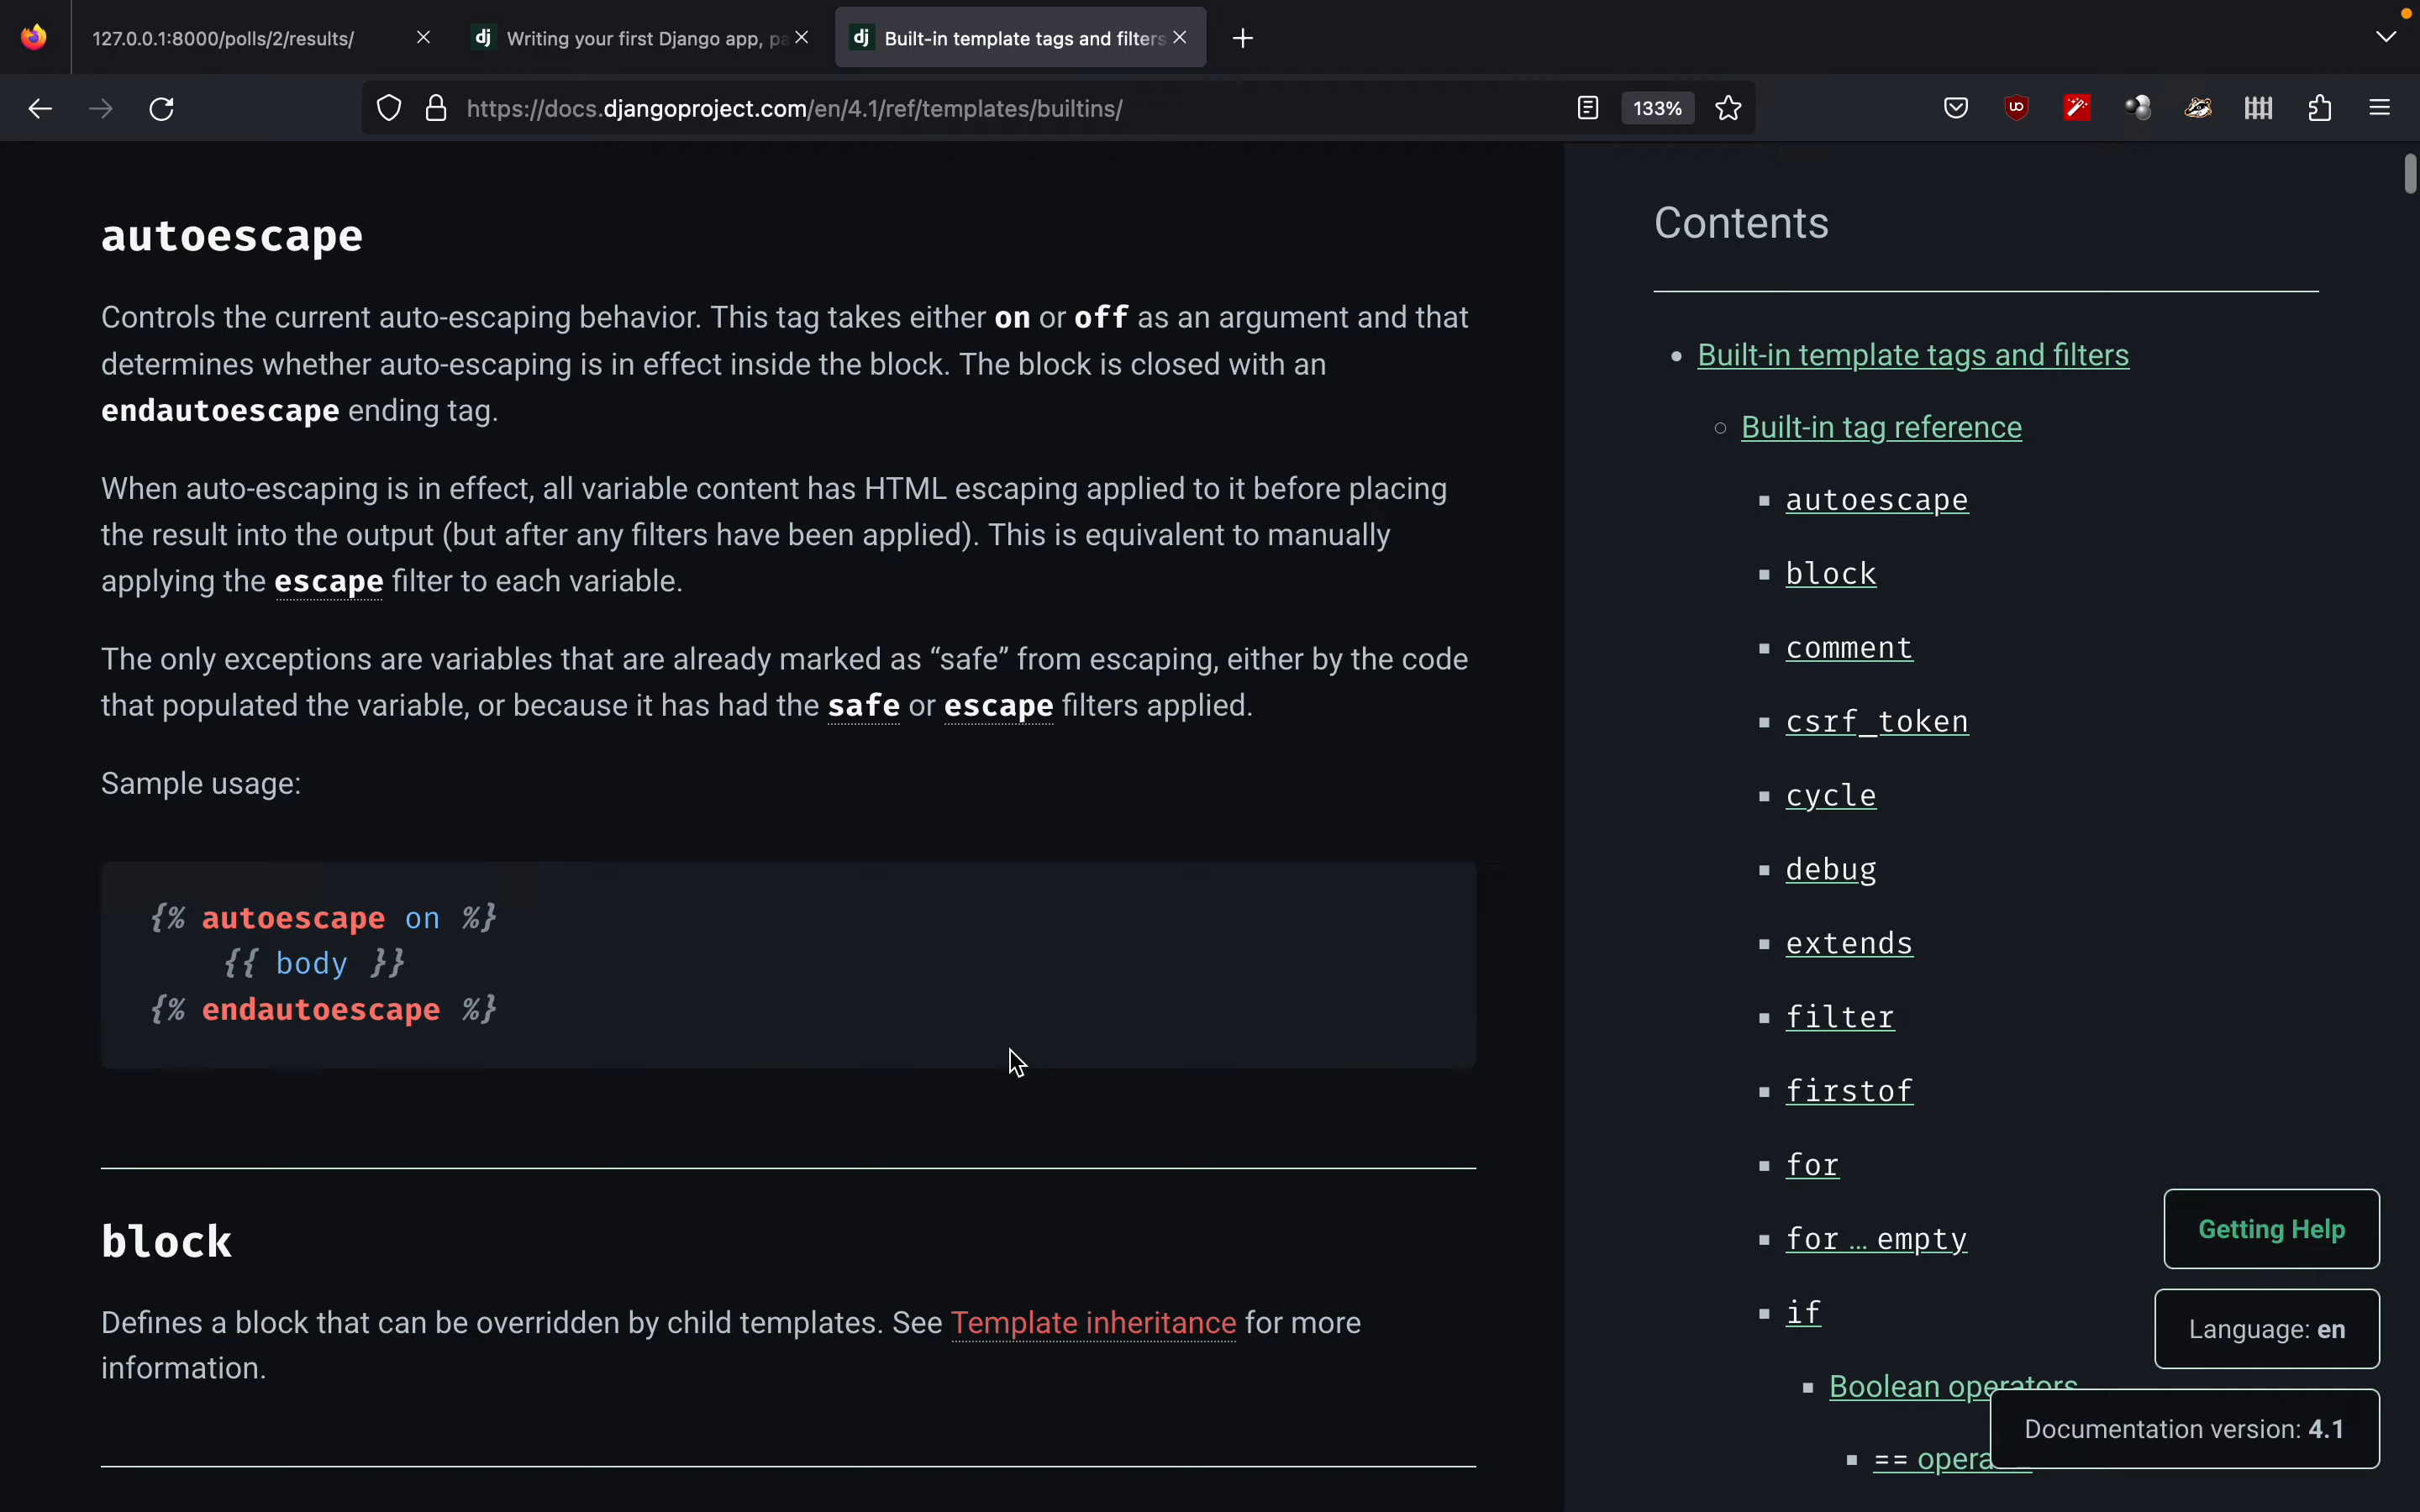 127.0.0.1:8000/polls/2/results/
dj Writing your first Django app, pa
dj Built-in template tags and filters
https://docs.djangoproject.com/en/4.1/ref/templates/builtins/
133%
autoescape
Controls the current auto-escaping behavior. This tag takes either on or off as an argument and that
determines whether auto-escaping is in effect inside the block. The block is closed with an
endautoescape ending tag.
When auto-escaping is in effect, all variable content has HTML escaping applied to it before placing
the result into the output (but after any filters have been applied). This is equivalent to manually
applying the escape filter to each variable.
The only exceptions are variables that are already marked as “safe” from escaping, either by the code
that populated the variable, or because it has had the safe or escape filters applied.
Sample usage:
{% autoescape on %}
{{ body }}
{% endautoescape %}
block
Defines a block that can be overridden by child templates. See Template inheritance for more
information.
Contents
Built-in template tags and filters
Built-in tag reference
autoescape
block
comment
csrf_token
cycle
debug
extends
filter
firstof
for
for … empty
if
Boolean operators
== opera
Getting Help
Language: en
Documentation version: 4.1